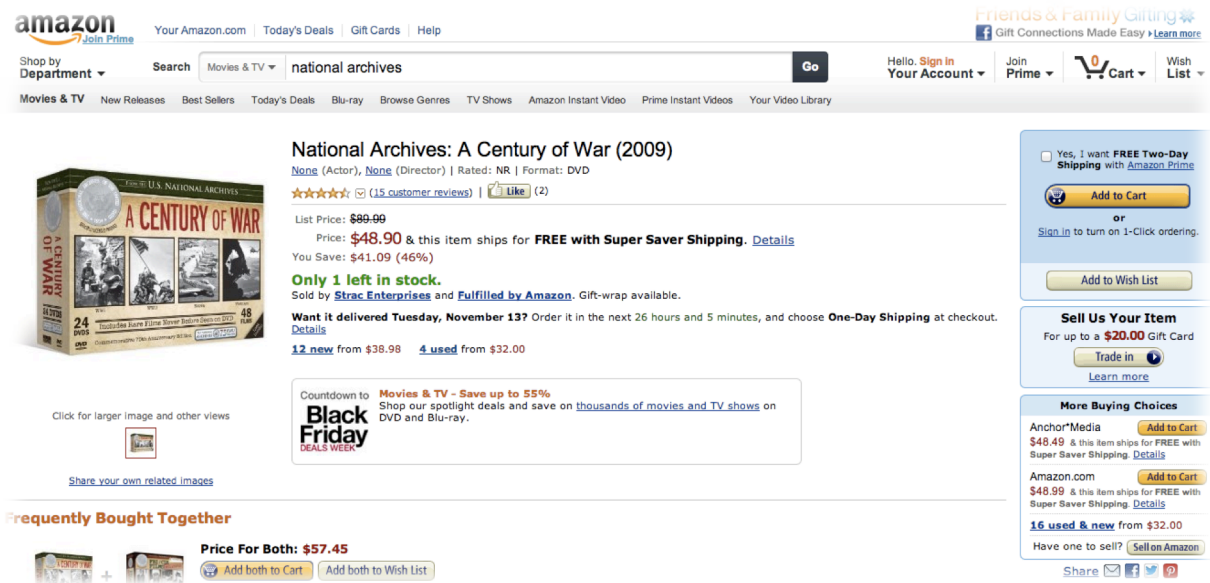 amazon
Join Prime
Your Amazon.com | Today's Deals | Gift Cards | Help
Friends & Family Gifting
Gift Connections Made Easy Learn more
Shop by
Department
Search Movies & TV national archives Go
Hello. Sign in
Your Account
Join
Prime
0
Cart
Wish
List
Movies & TV New Releases Best Sellers Today's Deals Blu-ray Browse Genres TV Shows Amazon Instant Video Prime Instant Videos Your Video Library
National Archives: A Century of War (2009)
None (Actor), None (Director) | Rated: NR | Format: DVD
(15 customer reviews) | Like (2)
List Price: $89.99
Price: $48.90 & this item ships for FREE with Super Saver Shipping. Details
You Save: $41.09 (46%)
Only 1 left in stock.
Sold by Strac Enterprises and Fulfilled by Amazon. Gift-wrap available.
Want it delivered Tuesday, November 13? Order it in the next 26 hours and 5 minutes, and choose One-Day Shipping at checkout.
Details
12 new from $38.98 4 used from $32.00
U.S. NATIONAL ARCHIVES
A CENTURY OF WAR
A CENTURY OF WAR
24
DVDS
Includes Rare Films Never Before Seen on DVD
48
FILMS
Click for larger image and other views
Share your own related images
Countdown to
Black
Friday
DEALS WEEK
Movies & TV - Save up to 55%
Shop our spotlight deals and save on thousands of movies and TV shows on
DVD and Blu-ray.
Yes, I want FREE Two-Day
Shipping with Amazon Prime
Add to Cart
or
Sign in to turn on 1-Click ordering.
Add to Wish List
Sell Us Your Item
For up to a $20.00 Gift Card
Trade in
Learn more
More Buying Choices
Anchor*Media Add to Cart
$48.49 & this item ships for FREE with
Super Saver Shipping. Details
Amazon.com Add to Cart
$48.99 & this item ships for FREE with
Super Saver Shipping. Details
16 used & new from $32.00
Have one to sell? Sell on Amazon
Share
Frequently Bought Together
Price For Both: $57.45
Add both to Cart Add both to Wish List